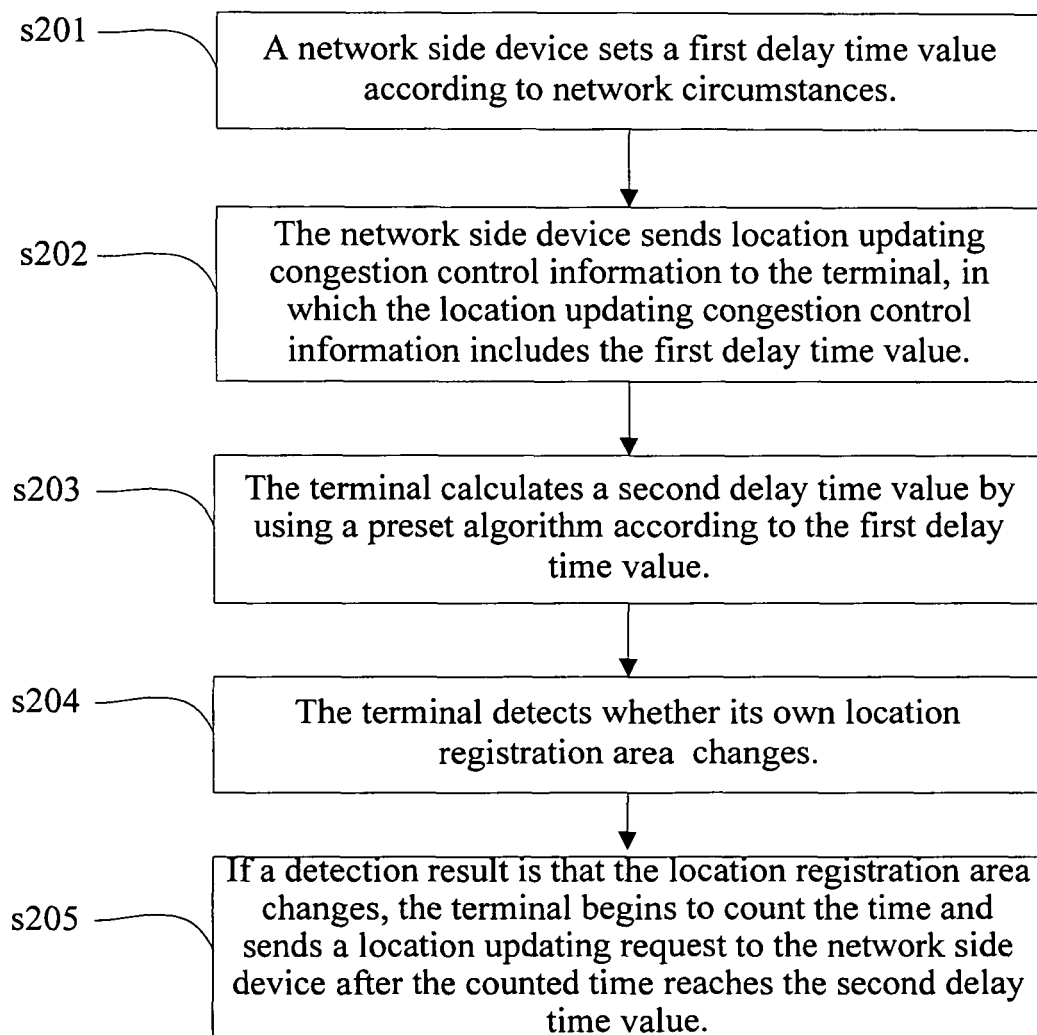 s201
A network side device sets a first delay time value
according to network circumstances.
s202
The network side device sends location updating
congestion control information to the terminal, in
which the location updating congestion control
information includes the first delay time value.
s203
The terminal calculates a second delay time value by
using a preset algorithm according to the first delay
time value.
s204
The terminal detects whether its own location
registration area changes.
s205
If a detection result is that the location registration area
changes, the terminal begins to count the time and
sends a location updating request to the network side
device after the counted time reaches the second delay
time value.